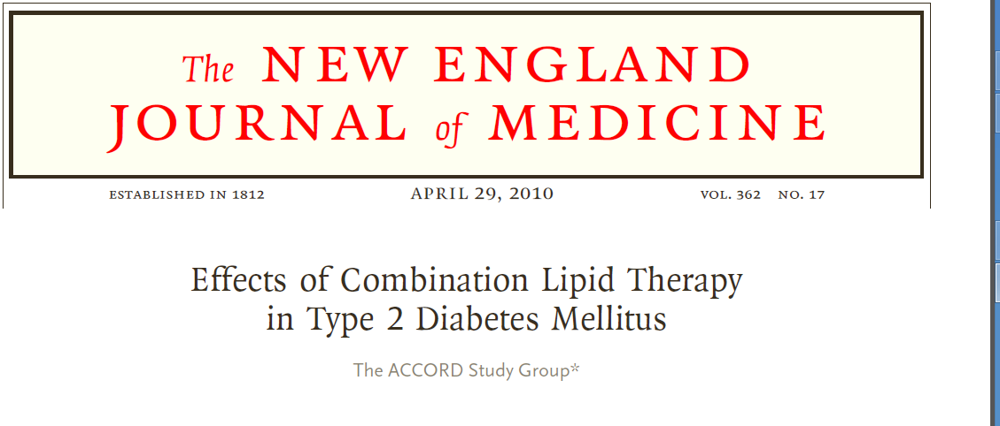 The NEW ENGLAND
JOURNAL of MEDICINE
ESTABLISHED IN 1812 APRIL 29, 2010 VOL. 362 NO. 17
Effects of Combination Lipid Therapy
in Type 2 Diabetes Mellitus
The ACCORD Study Group*